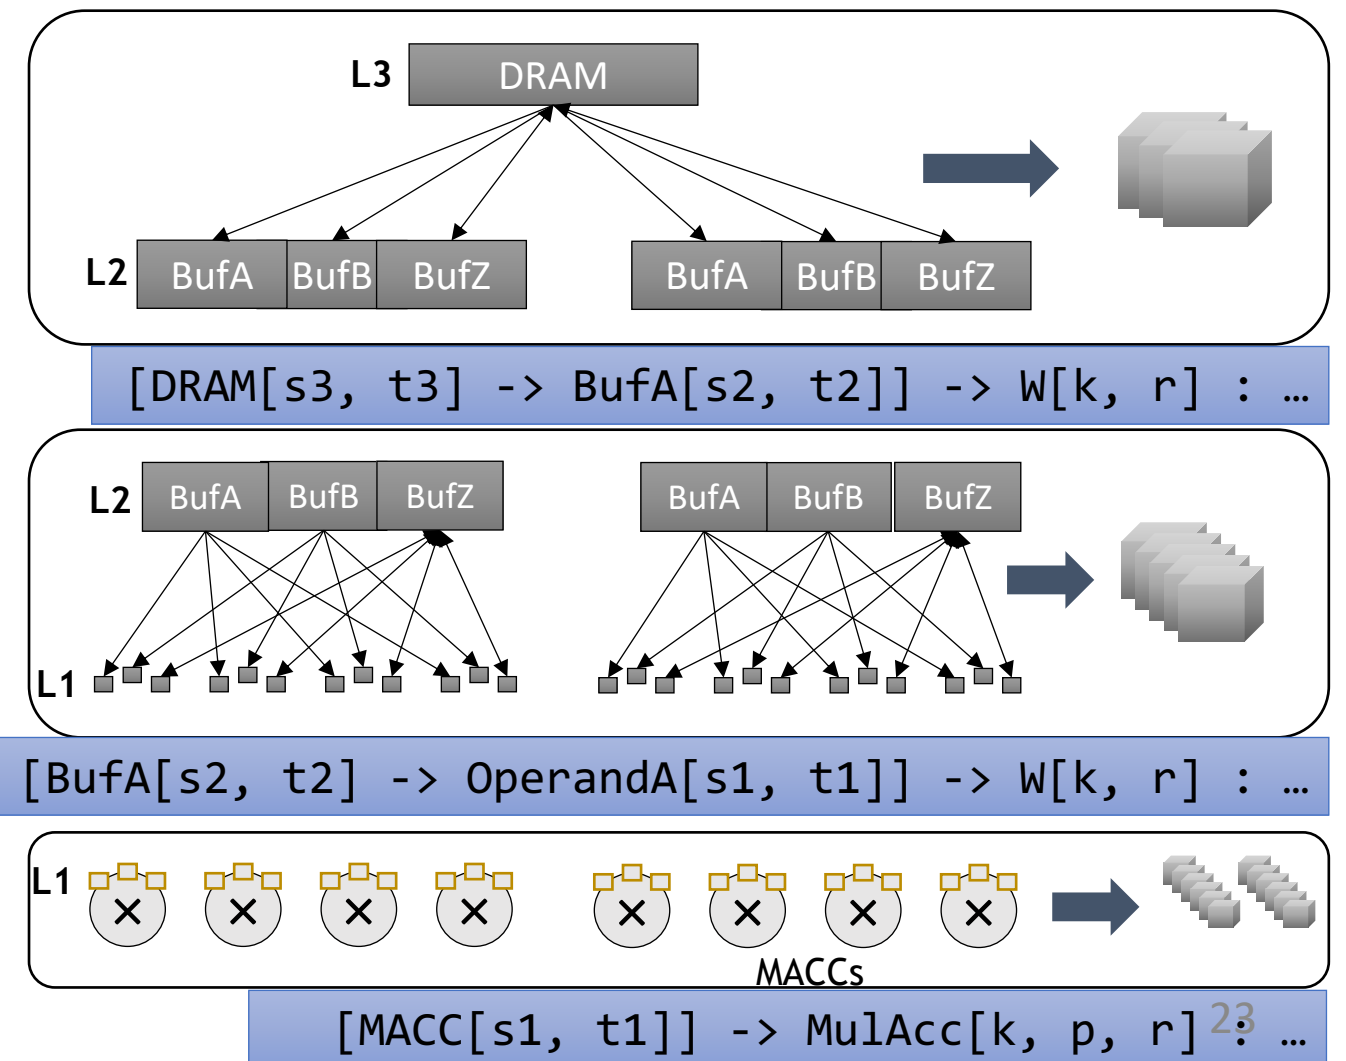 L3 DRAM
L2 BufA BufB BufZ BufA BufB BufZ
[DRAM[s3, t3] -> BufA[s2, t2]] -> W[k, r] : …
L2 BufA BufB BufZ BufA BufB BufZ
L1
[BufA[s2, t2] -> OperandA[s1, t1]] -> W[k, r] : …
L1 × × × × × × × ×
MACCs
[MACC[s1, t1]] -> MulAcc[k, p, r] : …
23